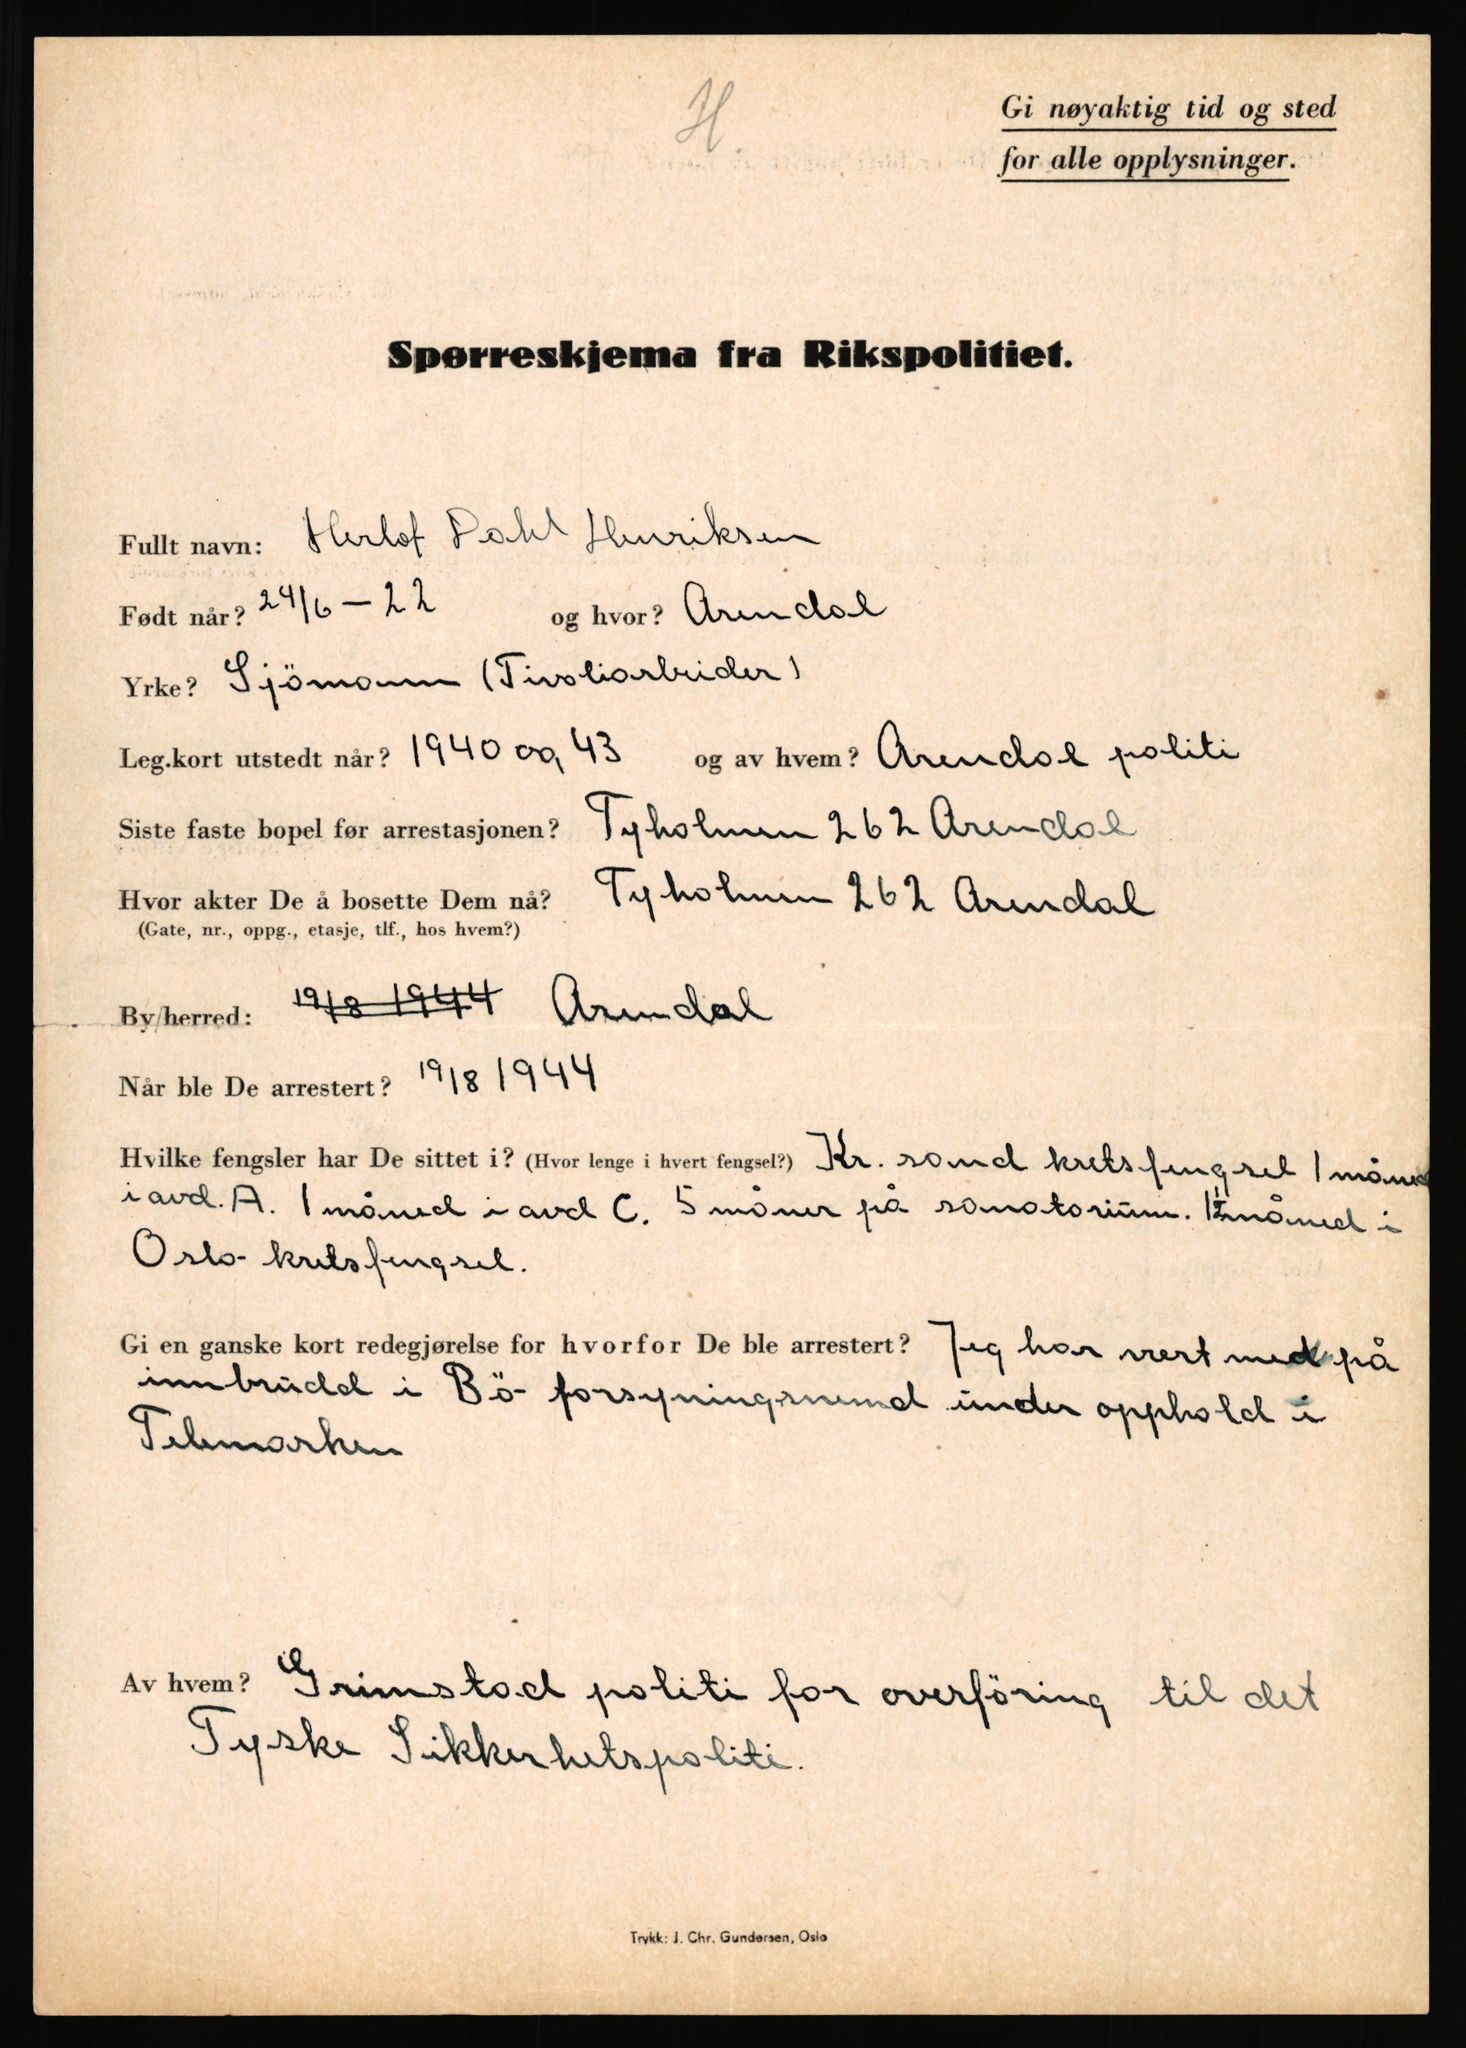 H.
Gi nøyaktig tid og sted
for alle opplysninger.
Spørreskjema fra Rikspolitiet.
Fullt navn: Herlof Dahl Henriksen
Født når? 24/6 – 22 og hvor? Arendal
Yrke? Sjömann (Tivoliarbeider)
Leg.kort utstedt når? 1940 og 43 og av hvem? Arendal politi
Siste faste bopel før arrestasjonen? Tyholmen 262 Arendal
Hvor akter De å bosette Dem nå? Tyholmen 262 Arendal
(Gate, nr., oppg., etasje, tlf., hos hvem?)
By/herred: 19/8 1944 Arendal
Når ble De arrestert? 19/8 1944
Hvilke fengsler har De sittet i? (Hvor lenge i hvert fengsel?) Kr. sand kretsfengsel 1 måned
i avd. A. 1 måned i avd C. 5 måner på sanatorium. 1½ måned i
Oslo kretsfengsel.
Gi en ganske kort redegjørelse for hvorfor De ble arrestert? Jeg har vert med på
innbrudd i Bö forsyningsnemd under opphold i
Telemarken
Av hvem? Grimstad politi for overföring til det
Tyske Sikkerhetspoliti.
Trykk: J. Chr. Gundersen, Oslo